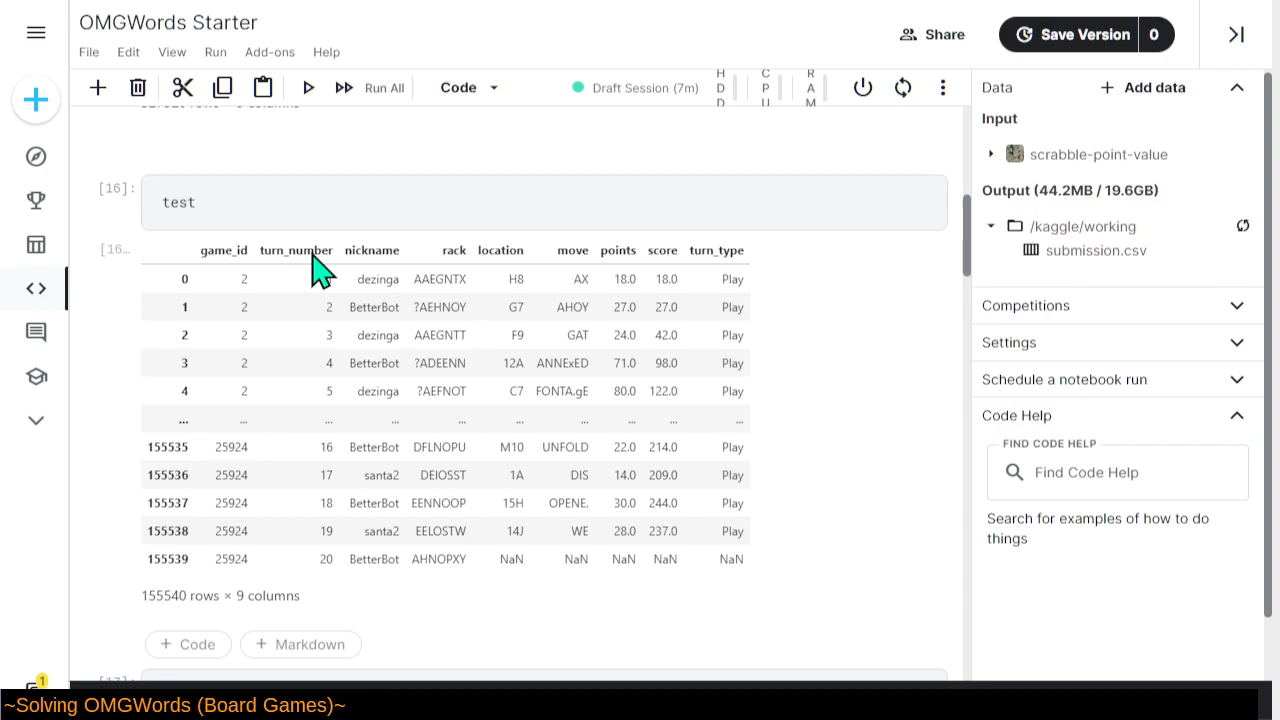 OMGWords Starter
File Edit View Run Add-ons Help
Share
Save Version 0
Run All
Code
Draft Session (7m)
HDD
CPU
RAM
Data
Add data
Input
scrabble-point-value
Output (44.2MB / 19.6GB)
/kaggle/working
submission.csv
Competitions
Settings
Schedule a notebook run
Code Help
FIND CODE HELP
Find Code Help
Search for examples of how to do
things
[16]:
test
[16...
game_id turn_number nickname rack location move points score turn_type
0 2 dezinga AAEGNTX H8 AX 18.0 18.0 Play
1 2 2 BetterBot ?AEHNOY G7 AHOY 27.0 27.0 Play
2 2 3 dezinga AAEGNTT F9 GAT 24.0 42.0 Play
3 2 4 BetterBot ?ADEENN 12A ANNExED 71.0 98.0 Play
4 2 5 dezinga ?AEFNOT C7 FONTA.gE 80.0 122.0 Play
... ... ... ... ... ... ... ... ... ...
155535 25924 16 BetterBot DFLNOPU M10 UNFOLD 22.0 214.0 Play
155536 25924 17 santa2 DEIOSST 1A DIS 14.0 209.0 Play
155537 25924 18 BetterBot EENNOOP 15H OPENE. 30.0 244.0 Play
155538 25924 19 santa2 EELOSTW 14J WE 28.0 237.0 Play
155539 25924 20 BetterBot AHNOPXY NaN NaN NaN NaN NaN
155540 rows × 9 columns
+ Code + Markdown
1
~Solving OMGWords (Board Games)~